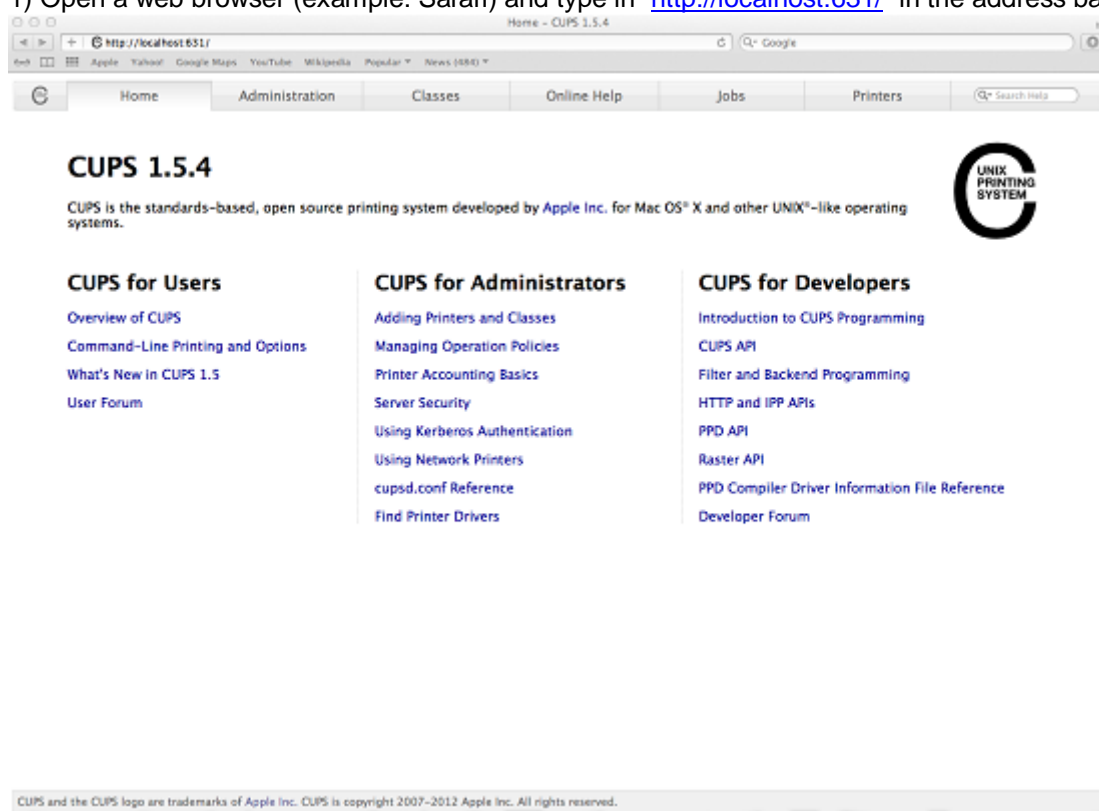 1) Open a web browser (example: Safari) and type in "http://localhost:631/" in the address ba
Home - CUPS 1.5.4
http://localhost:631/
Google
Apple Yahoo! Google Maps YouTube Wikipedia Popular News (484)
Home Administration Classes Online Help Jobs Printers Search Help
CUPS 1.5.4
UNIX
PRINTING
SYSTEM
CUPS is the standards-based, open source printing system developed by Apple Inc. for Mac OS® X and other UNIX®-like operating
systems.
CUPS for Users
Overview of CUPS
Command-Line Printing and Options
What's New in CUPS 1.5
User Forum
CUPS for Administrators
Adding Printers and Classes
Managing Operation Policies
Printer Accounting Basics
Server Security
Using Kerberos Authentication
Using Network Printers
cupsd.conf Reference
Find Printer Drivers
CUPS for Developers
Introduction to CUPS Programming
CUPS API
Filter and Backend Programming
HTTP and IPP APIs
PPD API
Raster API
PPD Compiler Driver Information File Reference
Developer Forum
CUPS and the CUPS logo are trademarks of Apple Inc. CUPS is copyright 2007-2012 Apple Inc. All rights reserved.